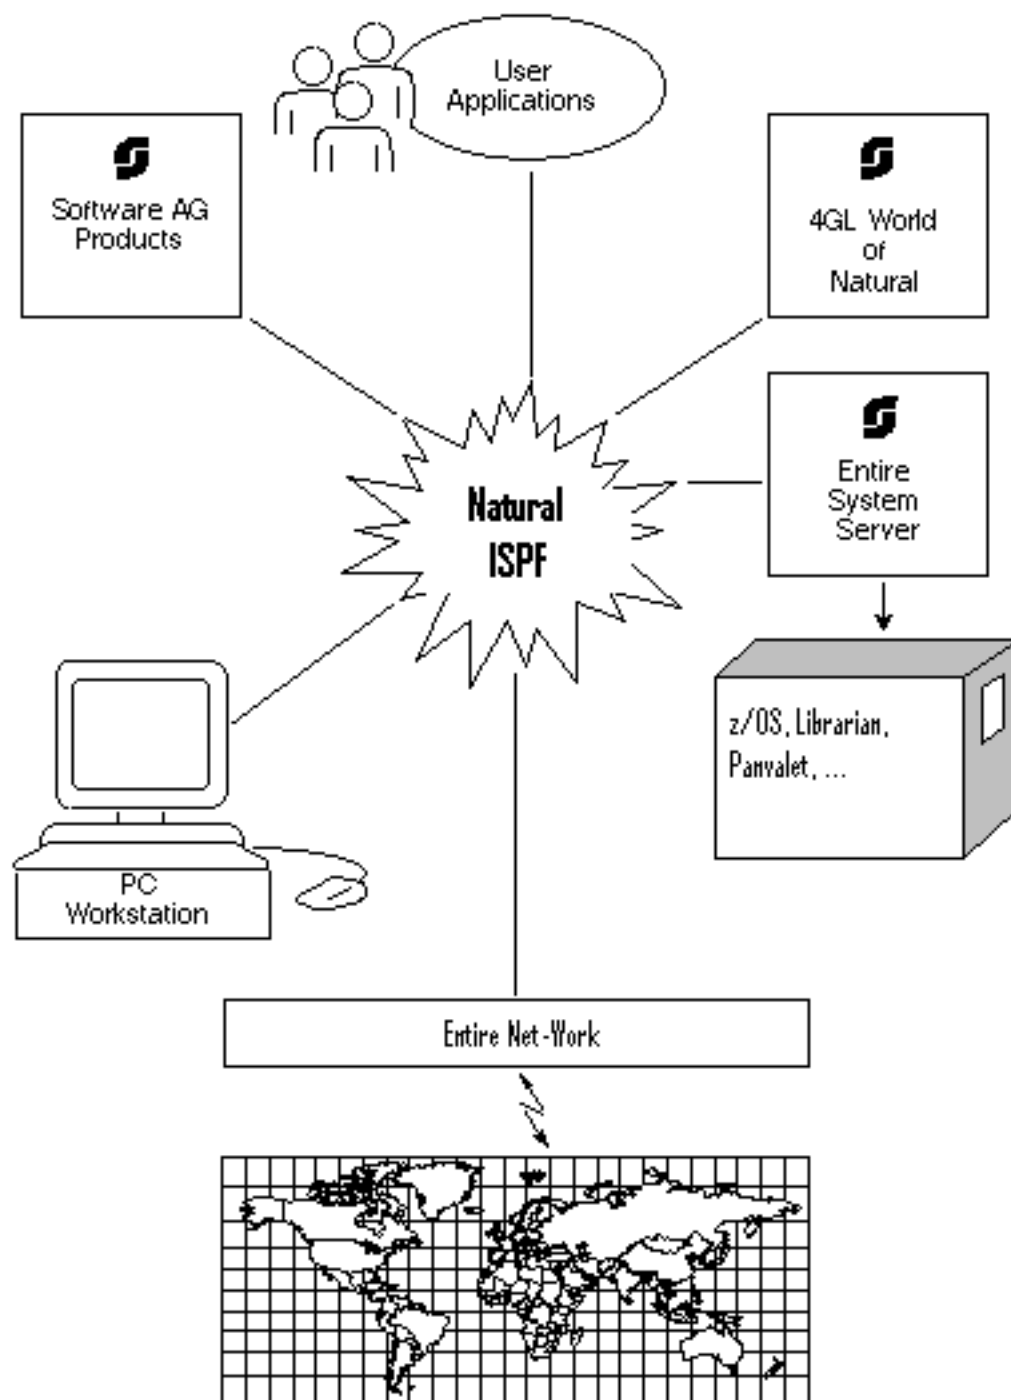 User
Applications
Software AG
Products
4GL World
of
Natural
Entire
System
Server
Natural
ISPF
z/OS, Librarian,
Panvalet, ...
PC
Workstation
Entire Net-Work